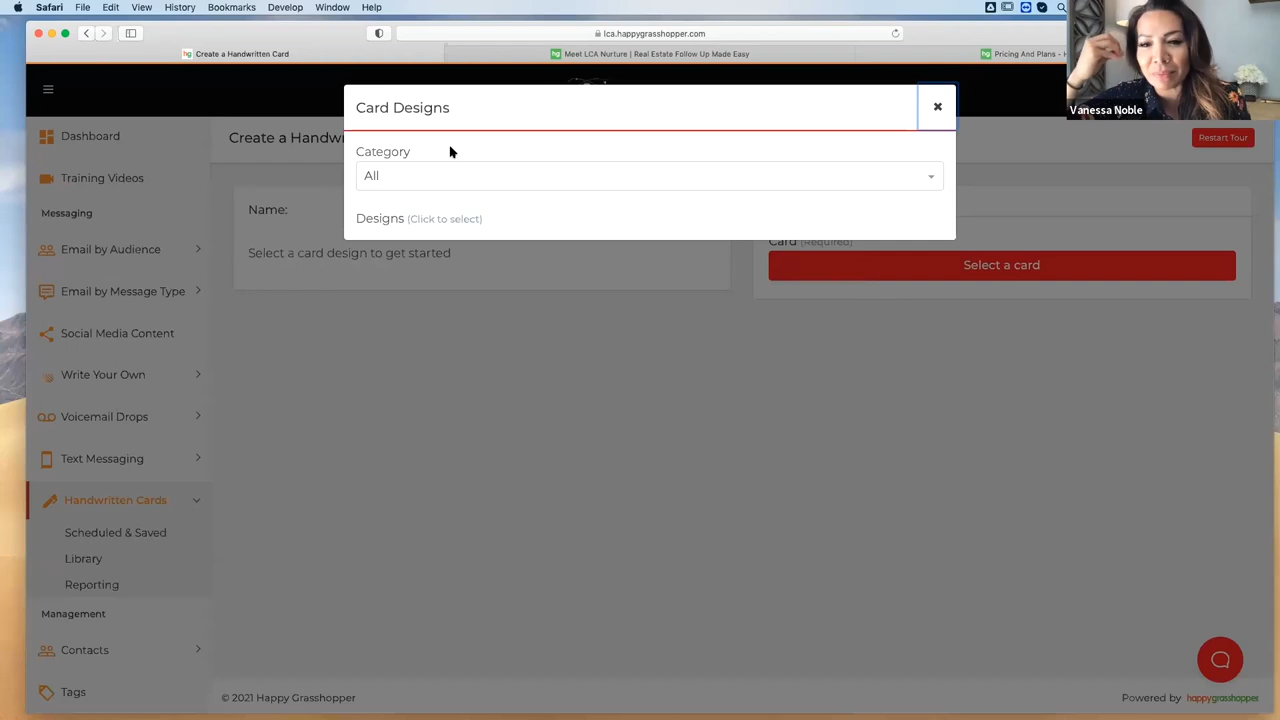 Safari File Edit View History Bookmarks Develop Window Help
lca.happygrasshopper.com
hg Create a Handwritten Card
hg Meet LCA Nurture | Real Estate Follow Up Made Easy
hg Pricing And Plans - H
Vanessa Noble
Card Designs
Category
All
Designs (Click to select)
Create a Handw
Restart Tour
Name:
Select a card design to get started
Card (Required)
Select a card
Dashboard
Training Videos
Messaging
Email by Audience
Email by Message Type
Social Media Content
Write Your Own
Voicemail Drops
Text Messaging
Handwritten Cards
Scheduled & Saved
Library
Reporting
Management
Contacts
Tags
© 2021 Happy Grasshopper
Powered by happygrasshopper